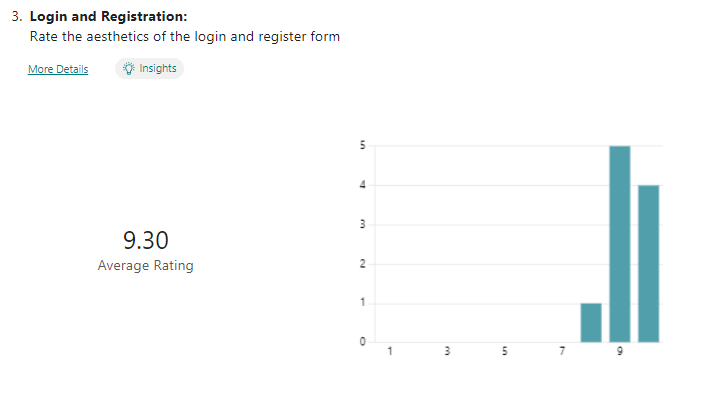 3. Login and Registration:
Rate the aesthetics of the login and register form
More Details
Insights
9.30
Average Rating
5
4
3
2
1
0
1 3 5 7 9